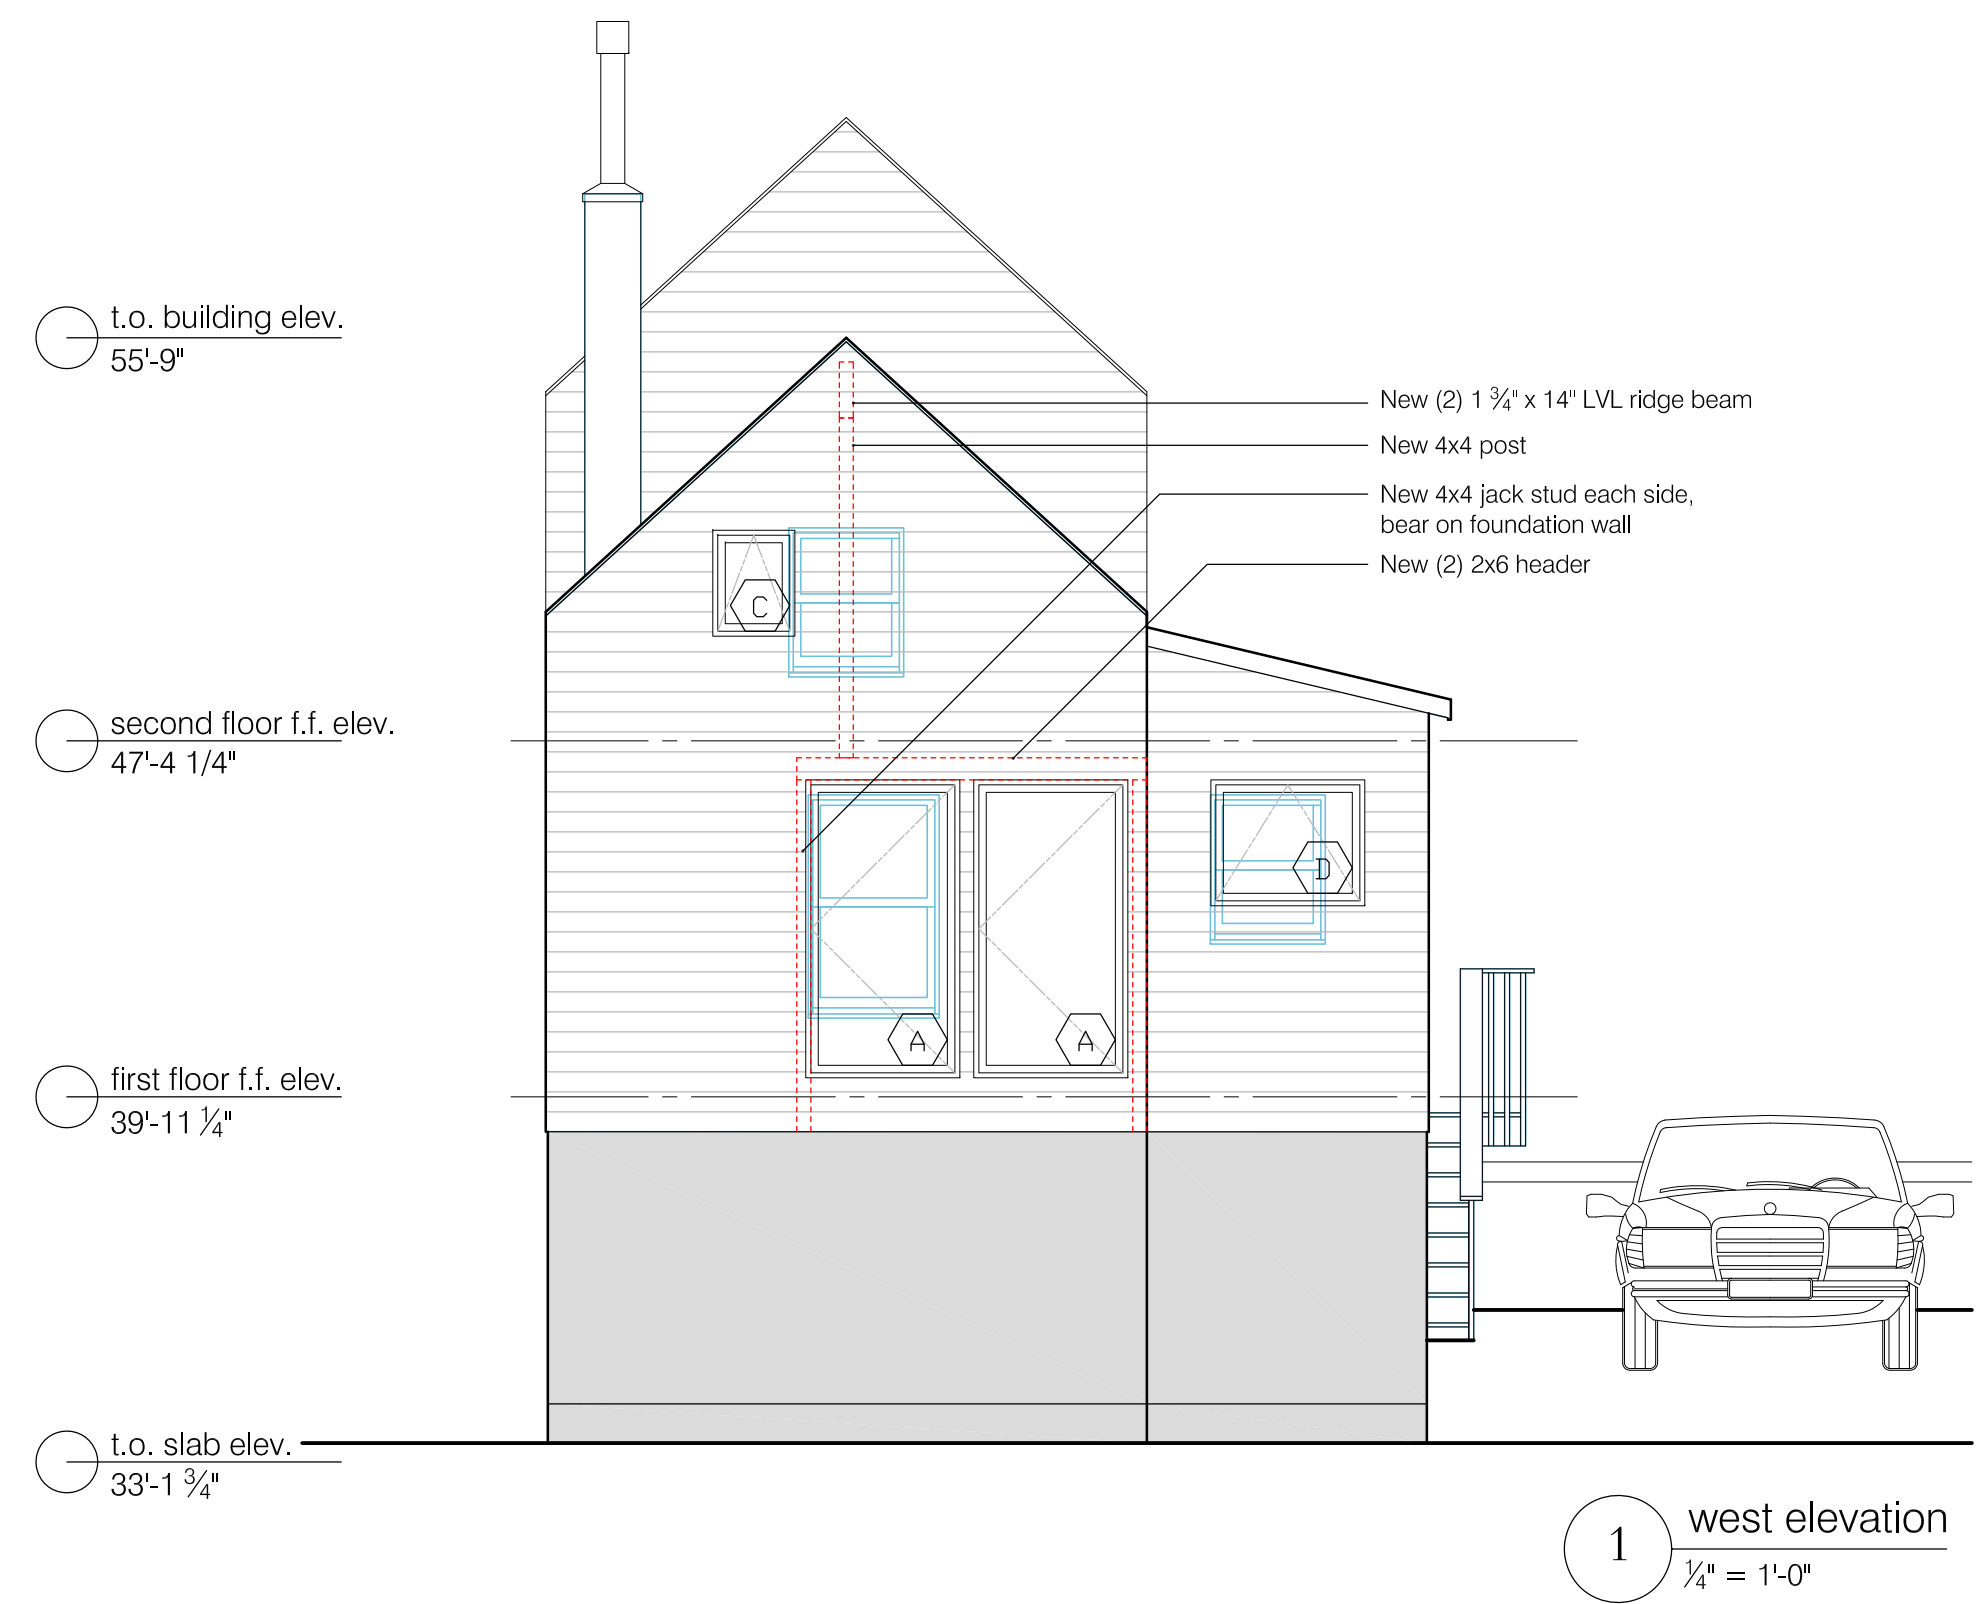 t.o. building elev.
55'-9"
New (2) 1 3⁄4" x 14" LVL ridge beam
New 4x4 post
New 4x4 jack stud each side,
bear on foundation wall
New (2) 2x6 header
C
second floor f.f. elev.
47'-4 1/4"
D
A
A
first floor f.f. elev.
39'-11 1⁄4"
t.o. slab elev.
33'-1 3⁄4"
1
west elevation
1⁄4" = 1'-0"